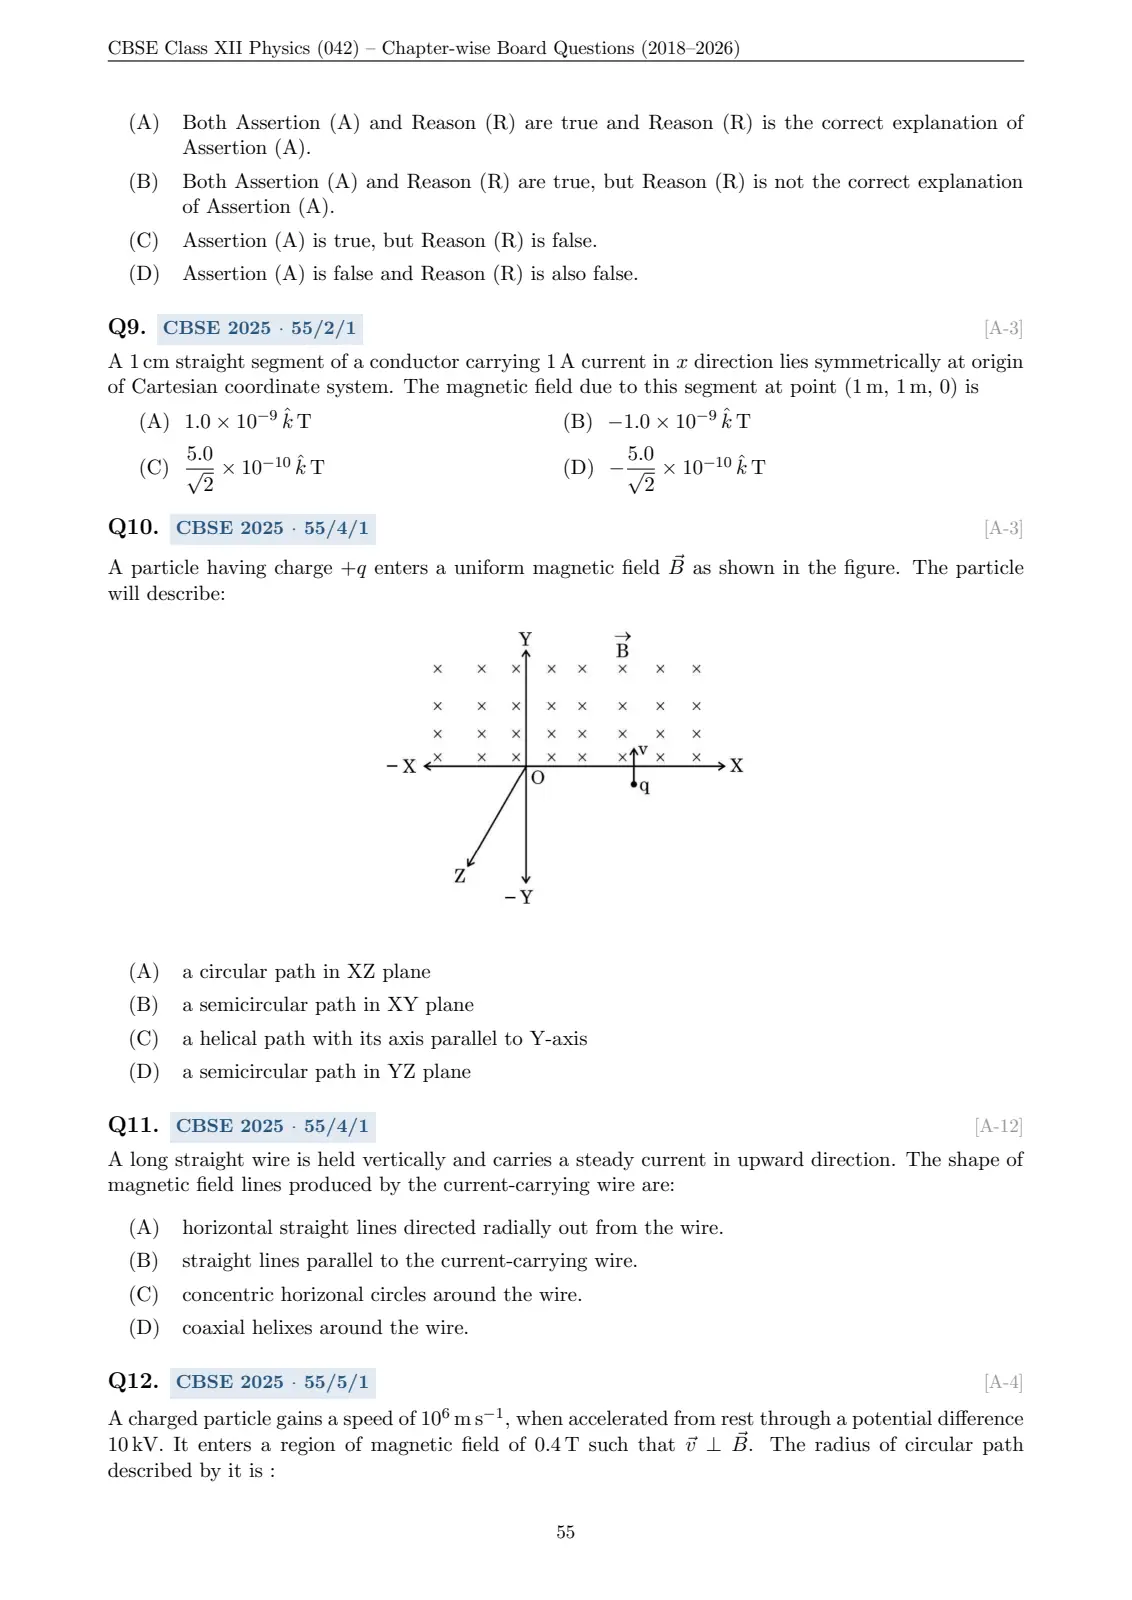 CBSE Class XII Physics (042) – Chapter-wise Board Questions (2018–2026)
(A) Both Assertion (A) and Reason (R) are true and Reason (R) is the correct explanation of
Assertion (A).
(B) Both Assertion (A) and Reason (R) are true, but Reason (R) is not the correct explanation
of Assertion (A).
(C) Assertion (A) is true, but Reason (R) is false.
(D) Assertion (A) is false and Reason (R) is also false.
Q9. CBSE 2025 · 55/2/1 [A-3]
A 1 cm straight segment of a conductor carrying 1 A current in x direction lies symmetrically at origin
of Cartesian coordinate system. The magnetic field due to this segment at point (1 m, 1 m, 0) is
(A) 1.0 × 10⁻⁹ k̂ T (B) −1.0 × 10⁻⁹ k̂ T
(C) 5.0/√2 × 10⁻¹⁰ k̂ T (D) −5.0/√2 × 10⁻¹⁰ k̂ T
Q10. CBSE 2025 · 55/4/1 [A-3]
A particle having charge +q enters a uniform magnetic field B⃗ as shown in the figure. The particle
will describe:
Y B⃗
× × × × × × × ×
× × × × × × × ×
× × × × × × × ×
× × × × × × v × ×
− X O q X
Z
− Y
(A) a circular path in XZ plane
(B) a semicircular path in XY plane
(C) a helical path with its axis parallel to Y-axis
(D) a semicircular path in YZ plane
Q11. CBSE 2025 · 55/4/1 [A-12]
A long straight wire is held vertically and carries a steady current in upward direction. The shape of
magnetic field lines produced by the current-carrying wire are:
(A) horizontal straight lines directed radially out from the wire.
(B) straight lines parallel to the current-carrying wire.
(C) concentric horizonal circles around the wire.
(D) coaxial helixes around the wire.
Q12. CBSE 2025 · 55/5/1 [A-4]
A charged particle gains a speed of 10⁶ m s⁻¹, when accelerated from rest through a potential difference
10 kV. It enters a region of magnetic field of 0.4 T such that v⃗ ⊥ B⃗. The radius of circular path
described by it is :
55